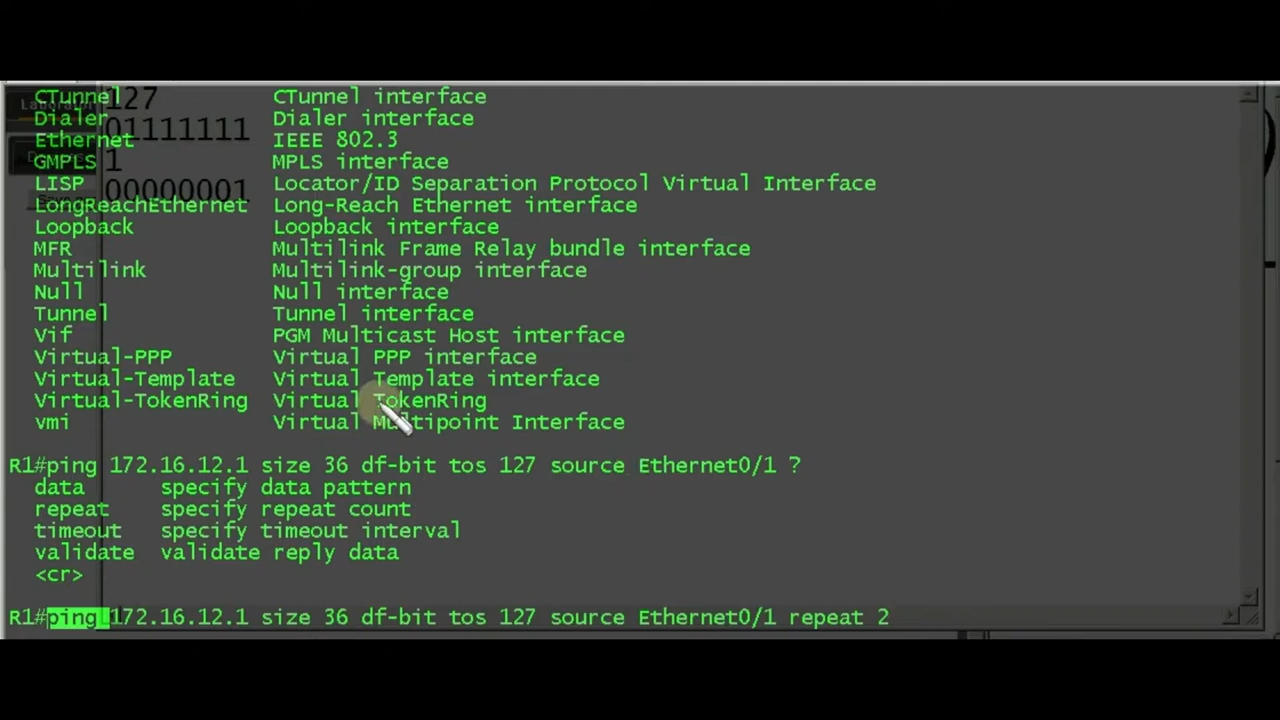 CTunnel CTunnel interface
Dialer Dialer interface
Ethernet IEEE 802.3
GMPLS MPLS interface
LISP Locator/ID Separation Protocol Virtual Interface
LongReachEthernet Long-Reach Ethernet interface
Loopback Loopback interface
MFR Multilink Frame Relay bundle interface
Multilink Multilink-group interface
Null Null interface
Tunnel Tunnel interface
Vif PGM Multicast Host interface
Virtual-PPP Virtual PPP interface
Virtual-Template Virtual Template interface
Virtual-TokenRing Virtual TokenRing
vmi Virtual Multipoint Interface
R1#ping 172.16.12.1 size 36 df-bit tos 127 source Ethernet0/1 ?
data specify data pattern
repeat specify repeat count
timeout specify timeout interval
validate validate reply data
<cr>
R1#ping 172.16.12.1 size 36 df-bit tos 127 source Ethernet0/1 repeat 2
127
01111111
1
00000001